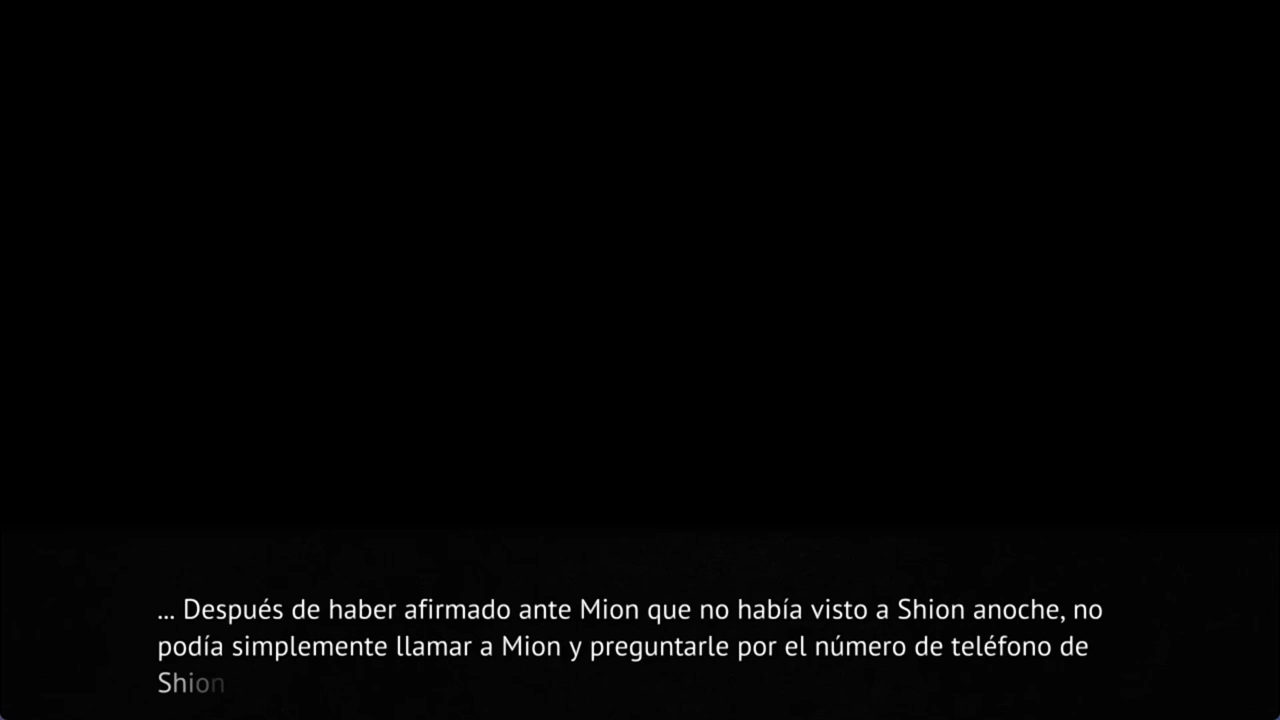 ... Después de haber afirmado ante Mion que no había visto a Shion anoche, no
podía simplemente llamar a Mion y preguntarle por el número de teléfono de
Shion